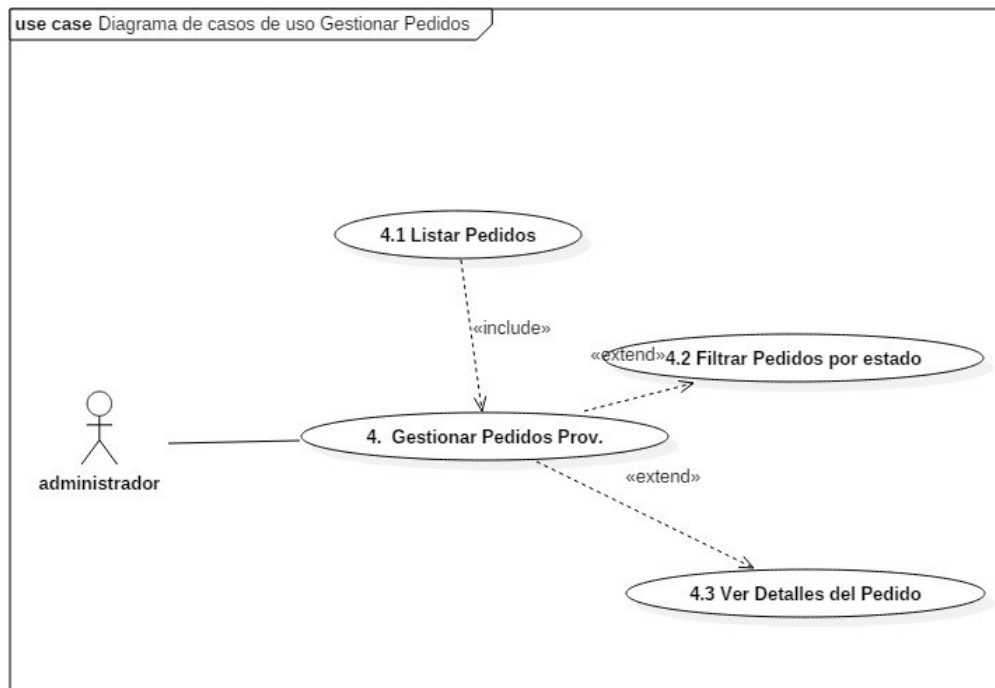 use case Diagrama de casos de uso Gestionar Pedidos
4.1 Listar Pedidos
«include»
«extend»
4.2 Filtrar Pedidos por estado
4.  Gestionar Pedidos Prov.
administrador
«extend»
4.3 Ver Detalles del Pedido